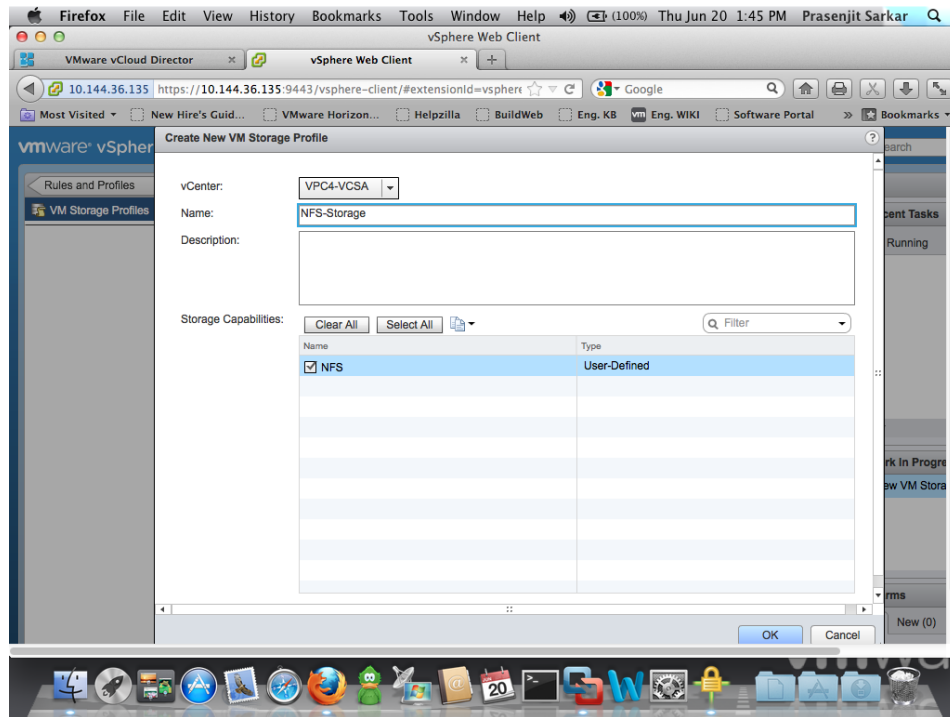 Firefox File Edit View History Bookmarks Tools Window Help (100%) Thu Jun 20 1:45 PM Prasenjit Sarkar
vSphere Web Client
VMware vCloud Director × vSphere Web Client × +
10.144.36.135 https://10.144.36.135:9443/vsphere-client/#extensionId=vsphere Google
Most Visited New Hire's Guid... VMware Horizon... Helpzilla BuildWeb Eng. KB vm Eng. WIKI Software Portal » Bookmarks
vmware® vSpher Create New VM Storage Profile ? earch
Rules and Profiles
VM Storage Profiles
vCenter: VPC4-VCSA
Name: NFS-Storage
Description:
Storage Capabilities: Clear All Select All Filter
Name Type
NFS User-Defined
cent Tasks
Running
rk In Progre
ew VM Stora
rms
New (0)
OK Cancel
20